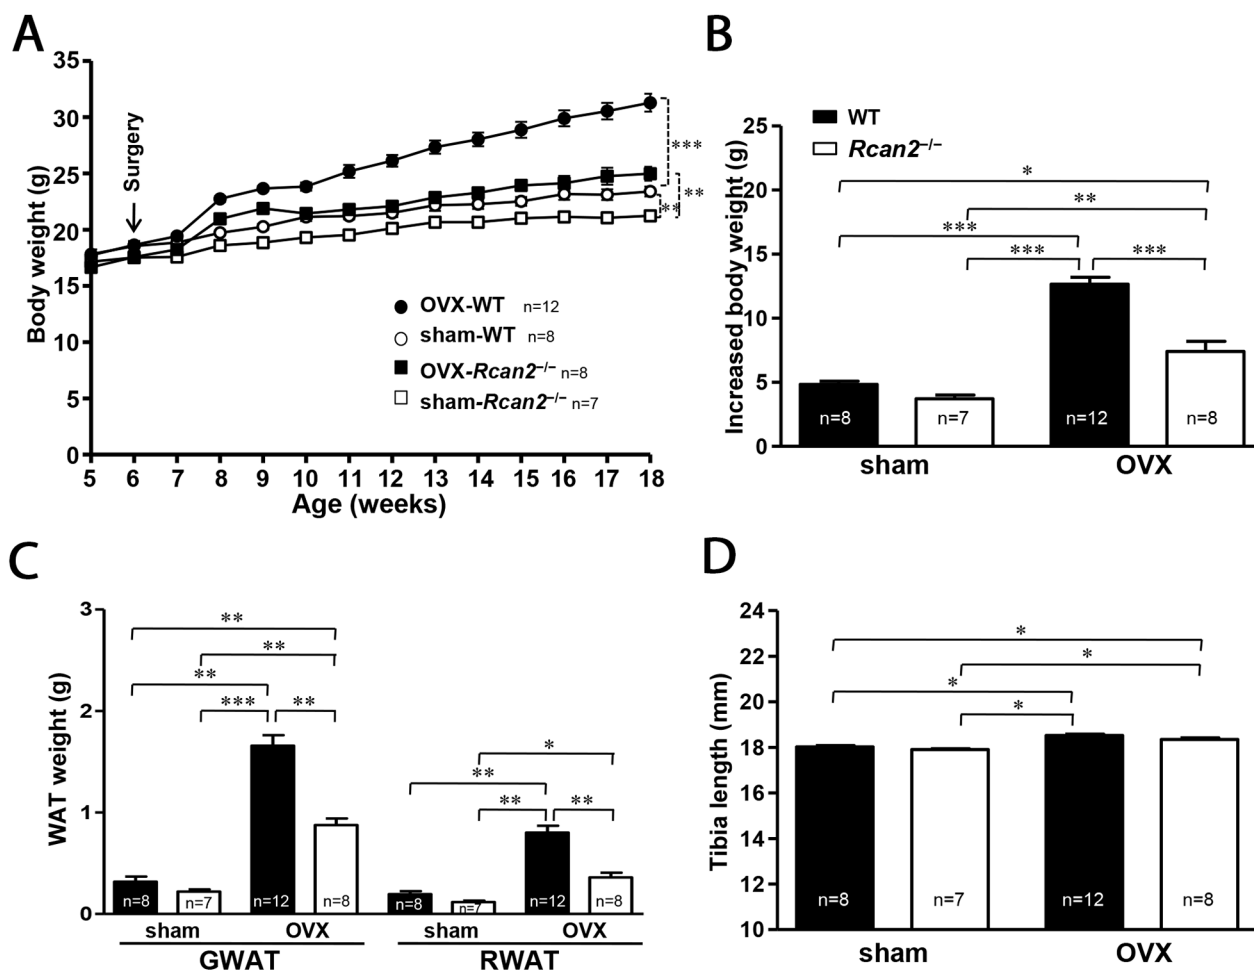 A
35
30
25
20
15
10
5
0
Body weight (g)
Surgery
***
**
**
OVX-WT n=12
sham-WT n=8
OVX-Rcan2⁻/⁻ n=8
sham-Rcan2⁻/⁻ n=7
5 6 7 8 9 10 11 12 13 14 15 16 17 18
Age (weeks)
B
WT
Rcan2⁻/⁻
25
20
15
10
5
0
Increased body weight (g)
*
**
***
*** ***
n=8 n=7 n=12 n=8
sham OVX
C
3
2
1
0
WAT weight (g)
**
**
**
*** **
*
**
** **
n=8 n=7 n=12 n=8 n=8 n=7 n=12 n=8
sham OVX sham OVX
GWAT RWAT
D
24
22
20
18
16
14
12
10
Tibia length (mm)
*
*
*
*
n=8 n=7 n=12 n=8
sham OVX